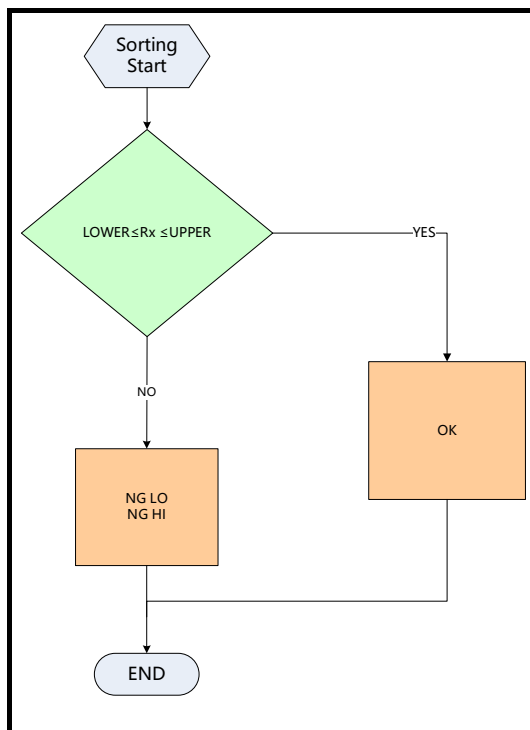 Sorting
Start
LOWER≤Rx ≤UPPER
YES
NO
OK
NG LO
NG HI
END